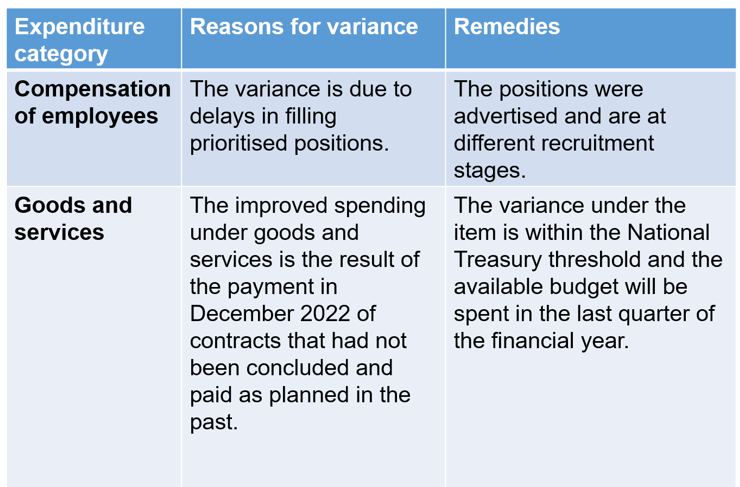 Expenditure
category
Reasons for variance
Remedies
Compensation
of employees
The variance is due to
delays in filling
prioritised positions.
The positions were
advertised and are at
different recruitment
stages.
Goods and
services
The improved spending
under goods and
services is the result of
the payment in
December 2022 of
contracts that had not
been concluded and
paid as planned in the
past.
The variance under the
item is within the National
Treasury threshold and the
available budget will be
spent in the last quarter of
the financial year.